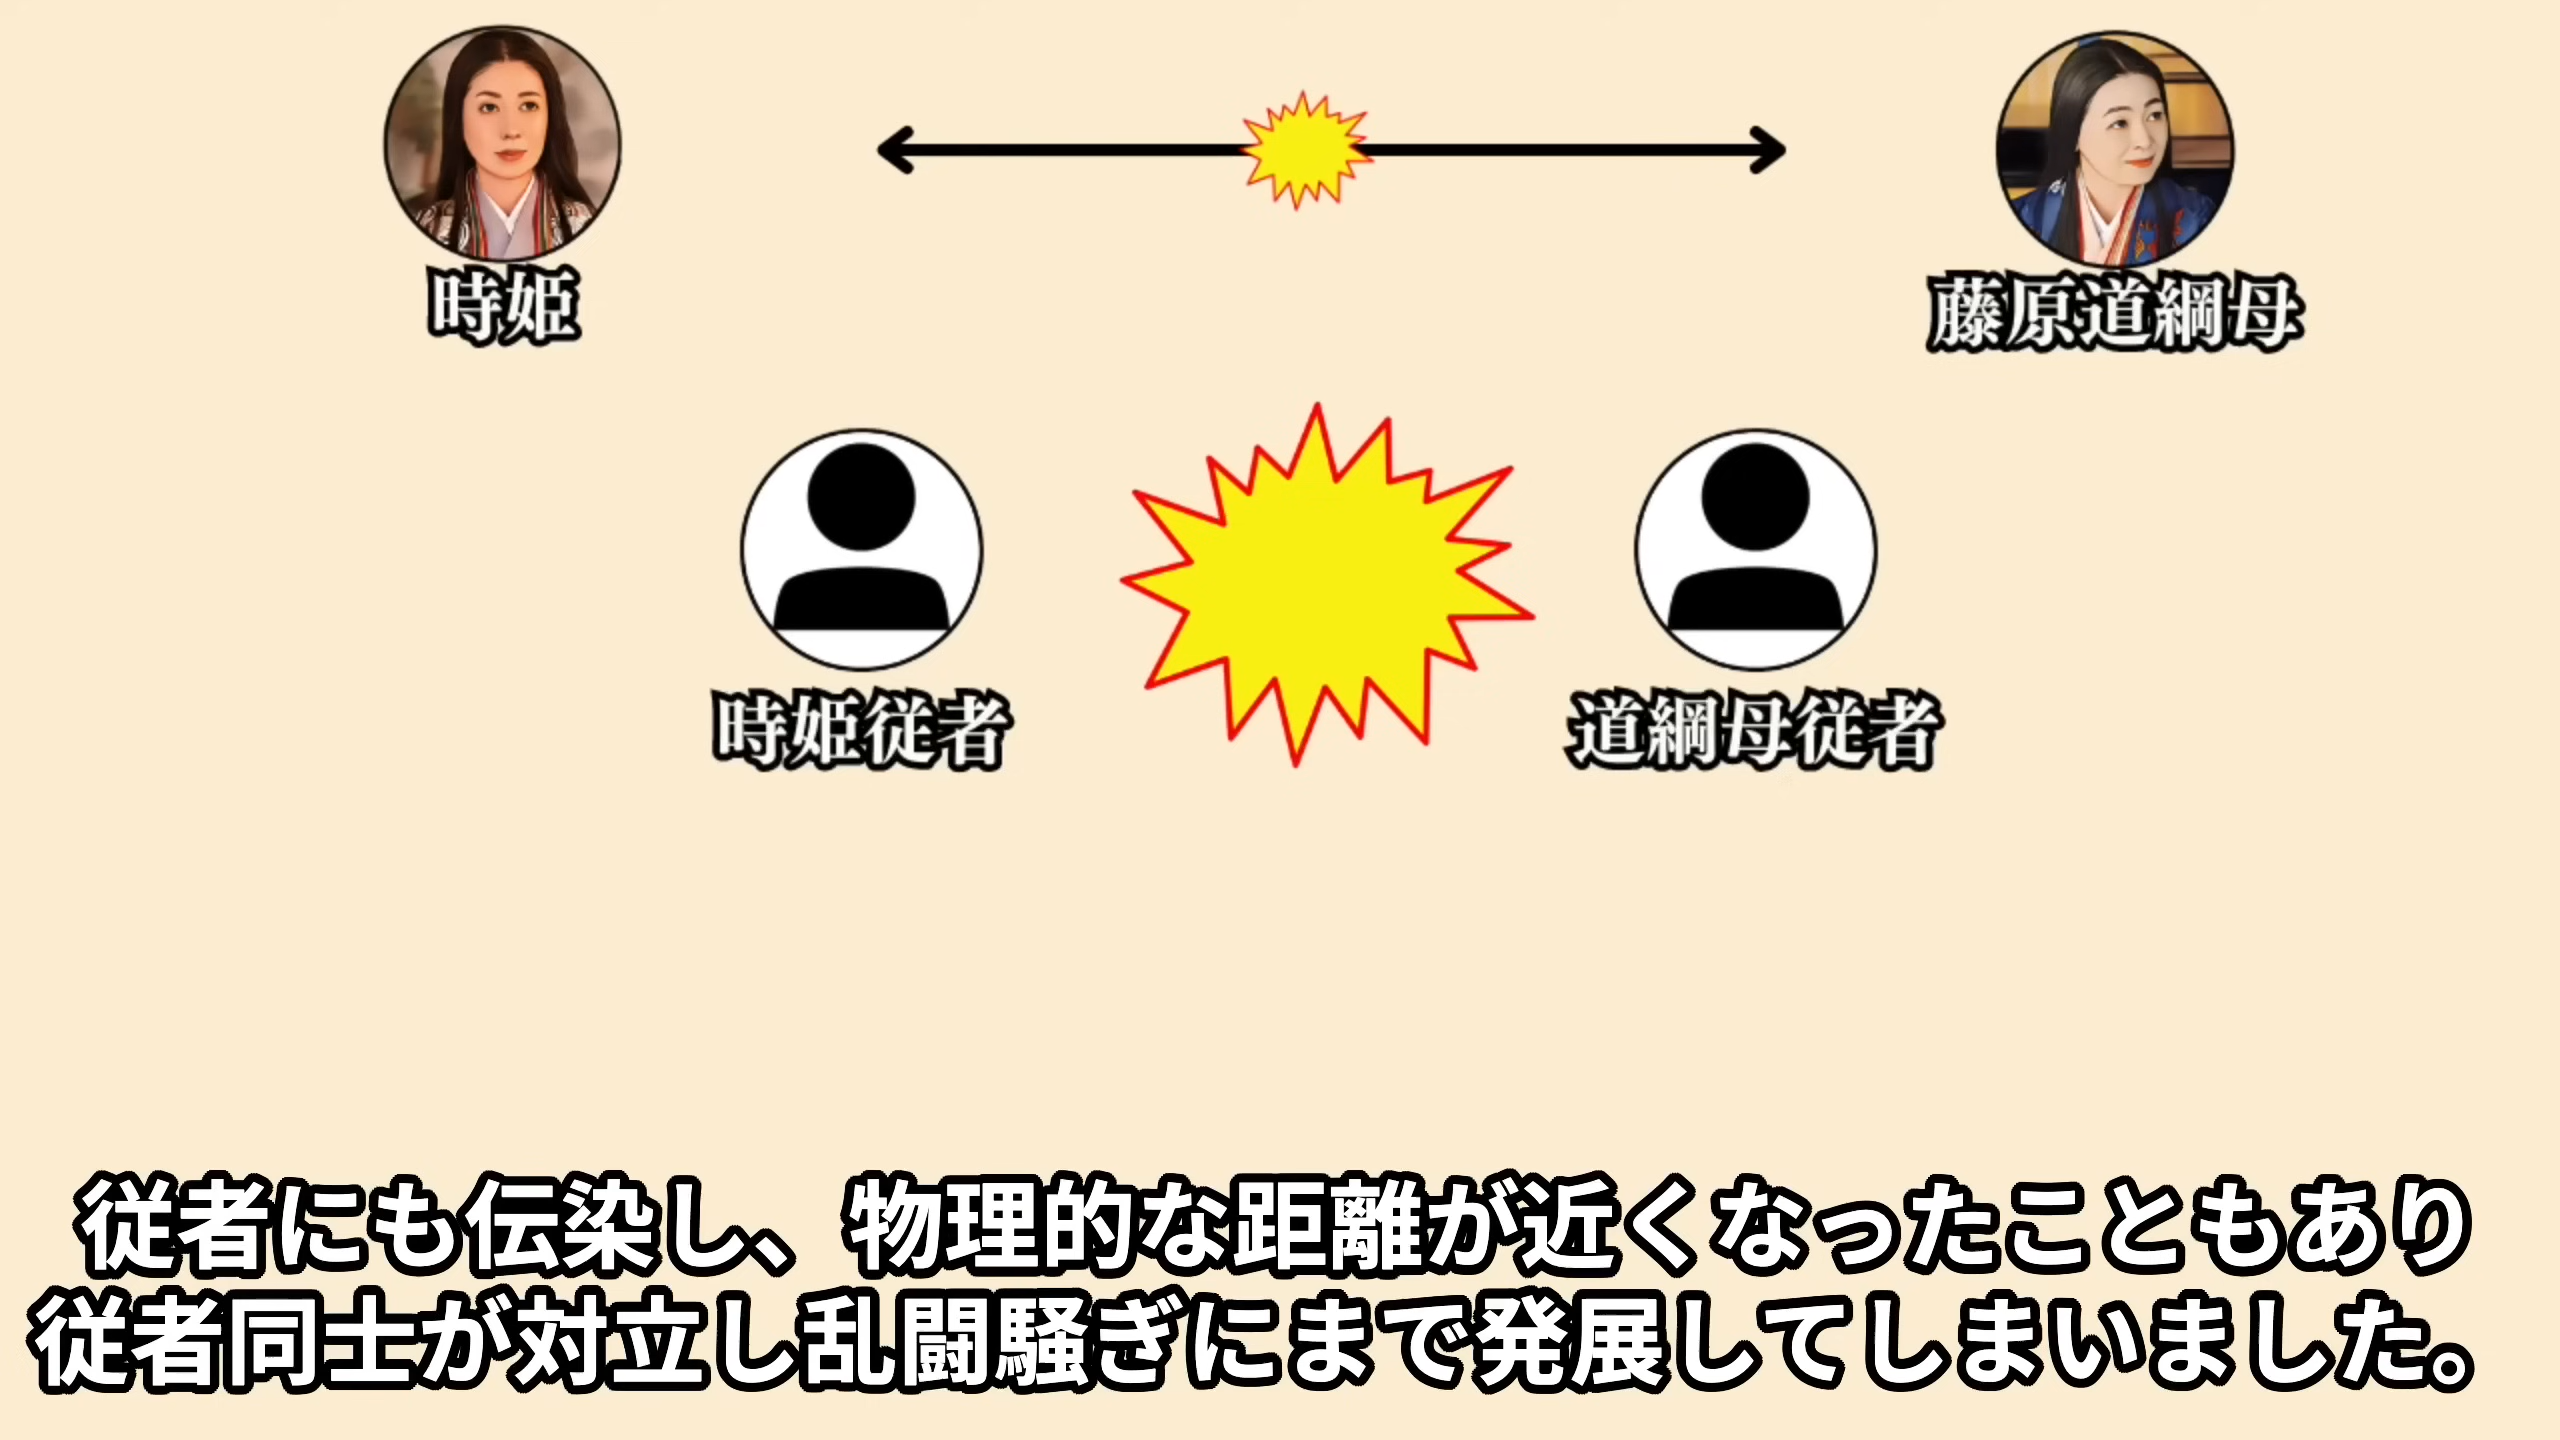 時姫
藤原道綱母
時姫従者
道綱母従者
従者にも伝染し、物理的な距離が近くなったこともあり
従者同士が対立し乱闘騒ぎにまで発展してしまいました。